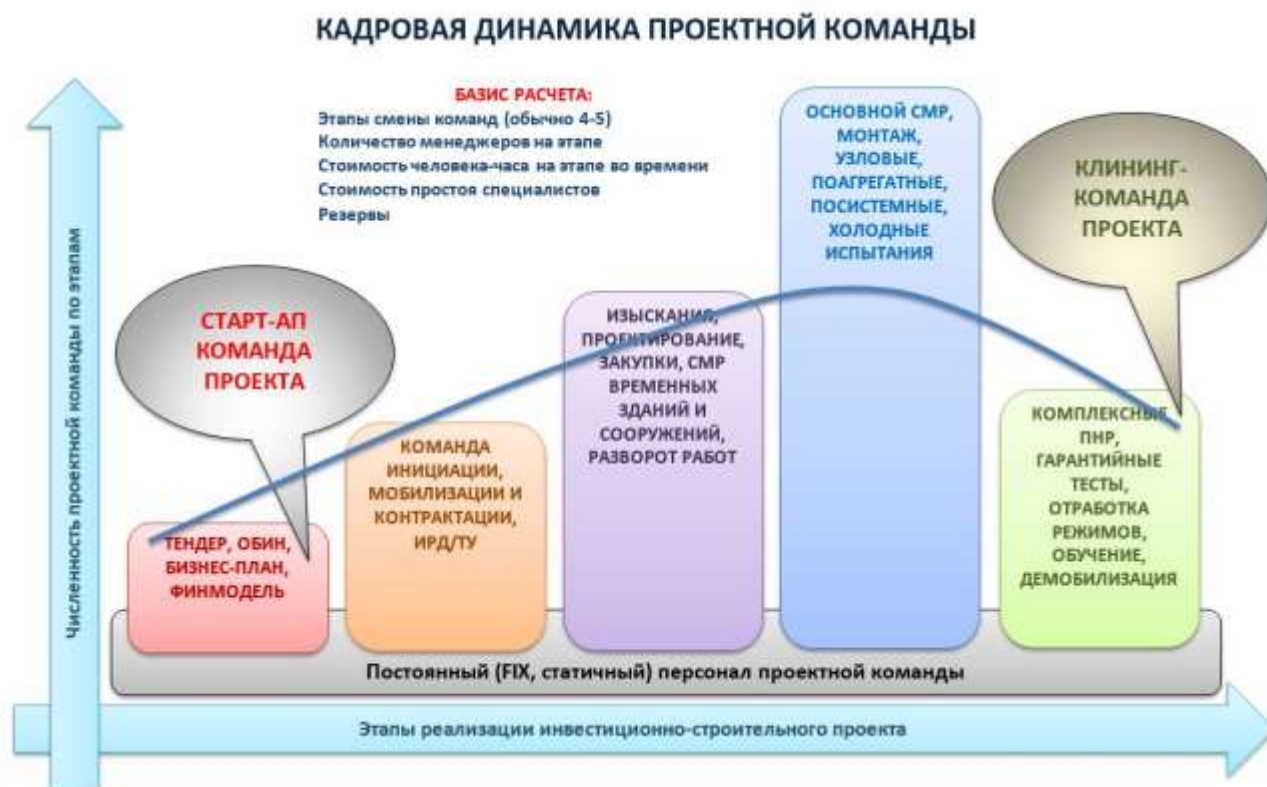 КАДРОВАЯ ДИНАМИКА ПРОЕКТНОЙ КОМАНДЫ
БАЗИС РАСЧЕТА:
Этапы смены команд (обычно 4-5)
Количество менеджеров на этапе
Стоимость человека-часа на этапе во времени
Стоимость простоя специалистов
Резервы
Численность проектной команды по этапам
СТАРТ-АП
КОМАНДА
ПРОЕКТА
ТЕНДЕР, ОБИН,
БИЗНЕС-ПЛАН,
ФИНМОДЕЛЬ
КОМАНДА
ИНИЦИАЦИИ,
МОБИЛИЗАЦИИ И
КОНТРАКТАЦИИ,
ИРД/ТУ
ИЗЫСКАНИЯ,
ПРОЕКТИРОВАНИЕ,
ЗАКУПКИ, СМР
ВРЕМЕННЫХ
ЗДАНИЙ И
СООРУЖЕНИЙ,
РАЗВОРОТ РАБОТ
ОСНОВНОЙ СМР,
МОНТАЖ,
УЗЛОВЫЕ,
ПОАГРЕГАТНЫЕ,
ПОСИСТЕМНЫЕ,
ХОЛОДНЫЕ
ИСПЫТАНИЯ
КЛИНИНГ-
КОМАНДА
ПРОЕКТА
КОМПЛЕКСНЫЕ
ПНР,
ГАРАНТИЙНЫЕ
ТЕСТЫ,
ОТРАБОТКА
РЕЖИМОВ,
ОБУЧЕНИЕ,
ДЕМОБИЛИЗАЦИЯ
Постоянный (FIX, статичный) персонал проектной команды
Этапы реализации инвестиционно-строительного проекта